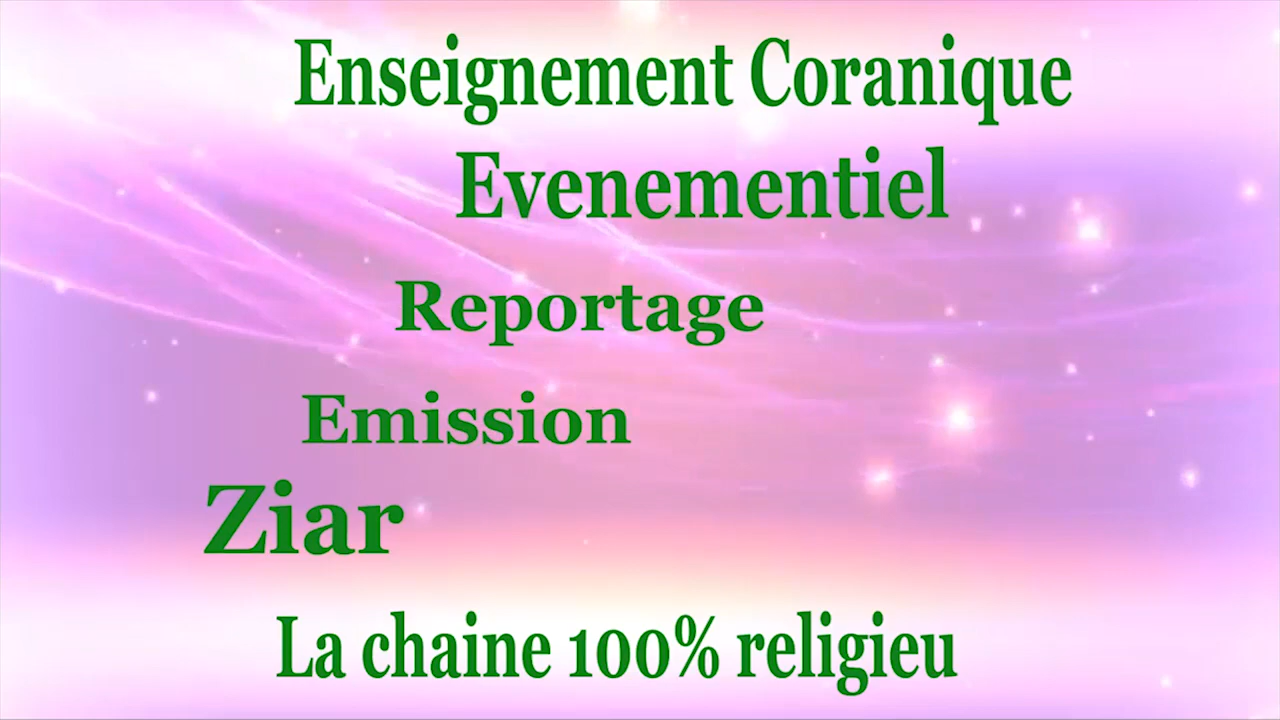 Enseignement Coranique
Evenementiel
Reportage
Emission
Ziar
La chaine 100% religieu